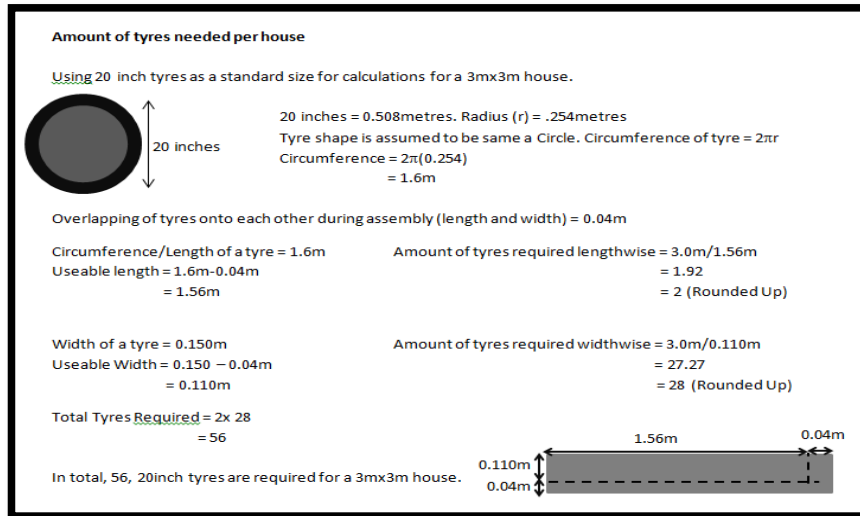 Amount of tyres needed per house
Using 20 inch tyres as a standard size for calculations for a 3mx3m house.
20 inches
20 inches = 0.508metres. Radius (r) = .254metres
Tyre shape is assumed to be same a Circle. Circumference of tyre = 2πr
Circumference = 2π(0.254)
= 1.6m
Overlapping of tyres onto each other during assembly (length and width) = 0.04m
Circumference/Length of a tyre = 1.6m
Useable length = 1.6m-0.04m
= 1.56m
Amount of tyres required lengthwise = 3.0m/1.56m
= 1.92
= 2 (Rounded Up)
Width of a tyre = 0.150m
Useable Width = 0.150 – 0.04m
= 0.110m
Amount of tyres required widthwise = 3.0m/0.110m
= 27.27
= 28 (Rounded Up)
Total Tyres Required = 2x 28
= 56
In total, 56, 20inch tyres are required for a 3mx3m house.
1.56m
0.04m
0.110m
0.04m